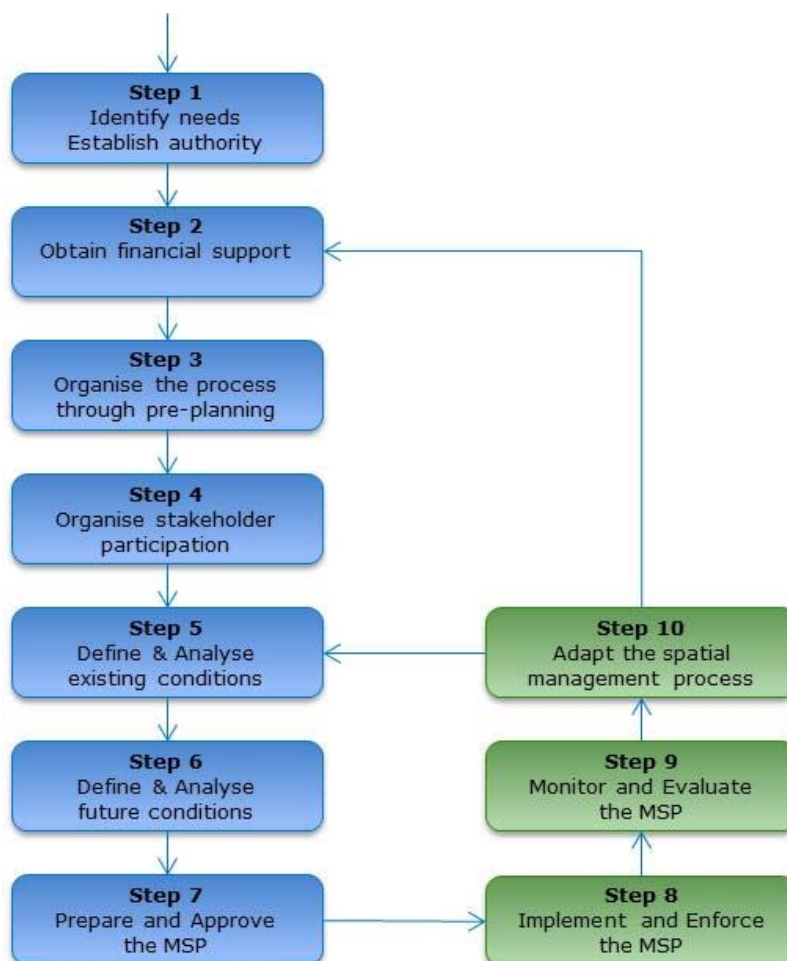 Step 1
Identify needs
Establish authority
Step 2
Obtain financial support
Step 3
Organise the process
through pre-planning
Step 4
Organise stakeholder
participation
Step 5
Define & Analyse
existing conditions
Step 6
Define & Analyse
future conditions
Step 7
Prepare and Approve
the MSP
Step 10
Adapt the spatial
management process
Step 9
Monitor and Evaluate
the MSP
Step 8
Implement and Enforce
the MSP